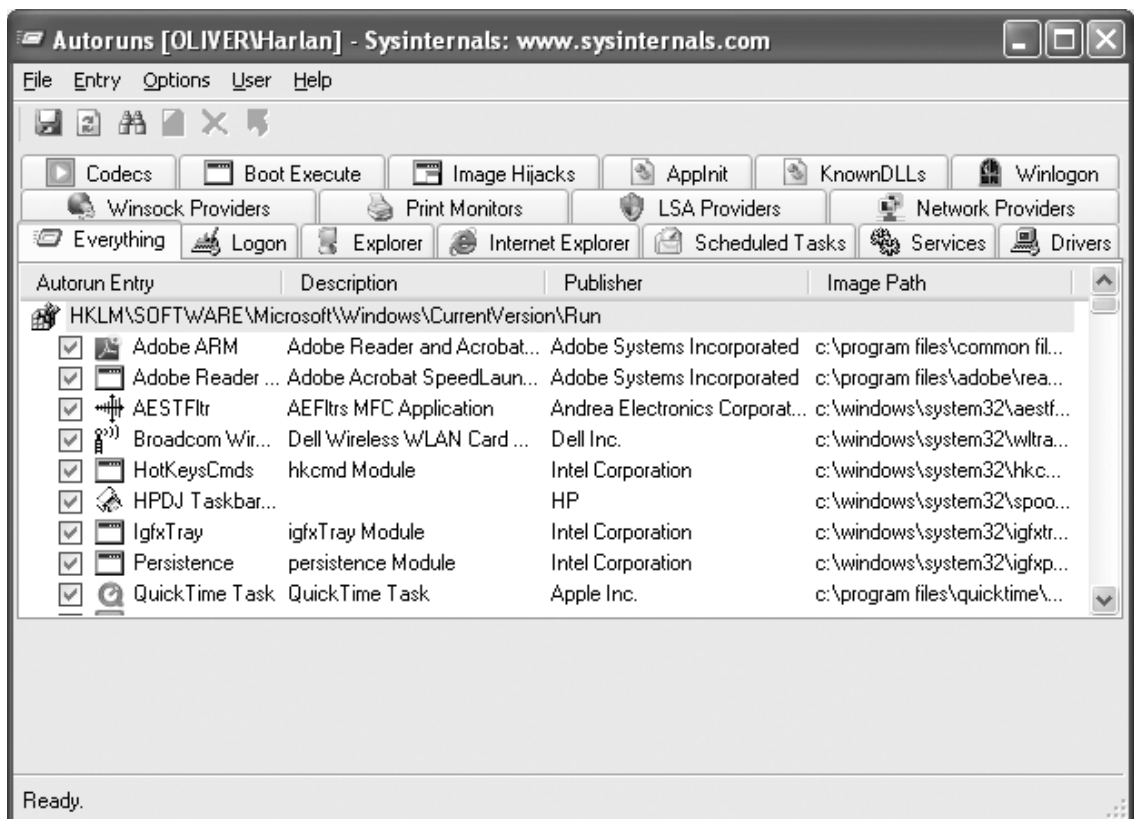 Autoruns [OLIVER\Harlan] - Sysinternals: www.sysinternals.com
File Entry Options User Help
Codecs Boot Execute Image Hijacks AppInit KnownDLLs Winlogon
Winsock Providers Print Monitors LSA Providers Network Providers
Everything Logon Explorer Internet Explorer Scheduled Tasks Services Drivers
Autorun Entry Description Publisher Image Path
HKLM\SOFTWARE\Microsoft\Windows\CurrentVersion\Run
Adobe ARM Adobe Reader and Acrobat... Adobe Systems Incorporated c:\program files\common fil...
Adobe Reader ... Adobe Acrobat SpeedLaun... Adobe Systems Incorporated c:\program files\adobe\rea...
AESTFltr AEFltrs MFC Application Andrea Electronics Corporat... c:\windows\system32\aestf...
Broadcom Wir... Dell Wireless WLAN Card ... Dell Inc. c:\windows\system32\wltra...
HotKeysCmds hkcmd Module Intel Corporation c:\windows\system32\hkc...
HPDJ Taskbar... HP c:\windows\system32\spoo...
IgfxTray igfxTray Module Intel Corporation c:\windows\system32\igfxtr...
Persistence persistence Module Intel Corporation c:\windows\system32\igfxp...
QuickTime Task QuickTime Task Apple Inc. c:\program files\quicktime\...
Ready.